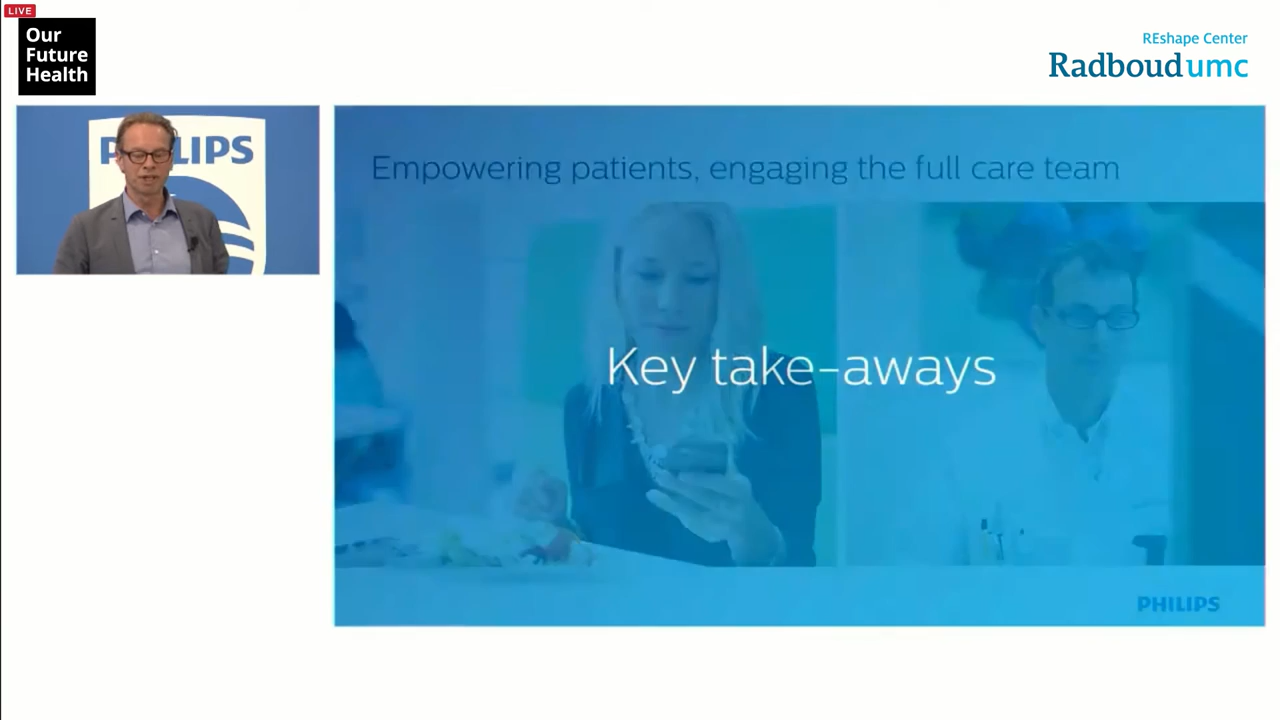 LIVE
Our
Future
Health
REshape Center
Radboudumc
PHILIPS
Empowering patients, engaging the full care team
Key take-aways
PHILIPS